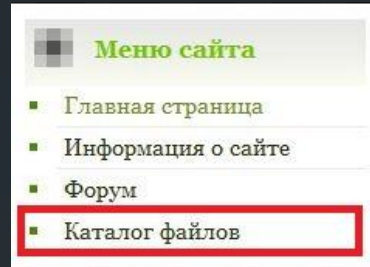 Меню сайта
Главная страница
Информация о сайте
Форум
Каталог файлов